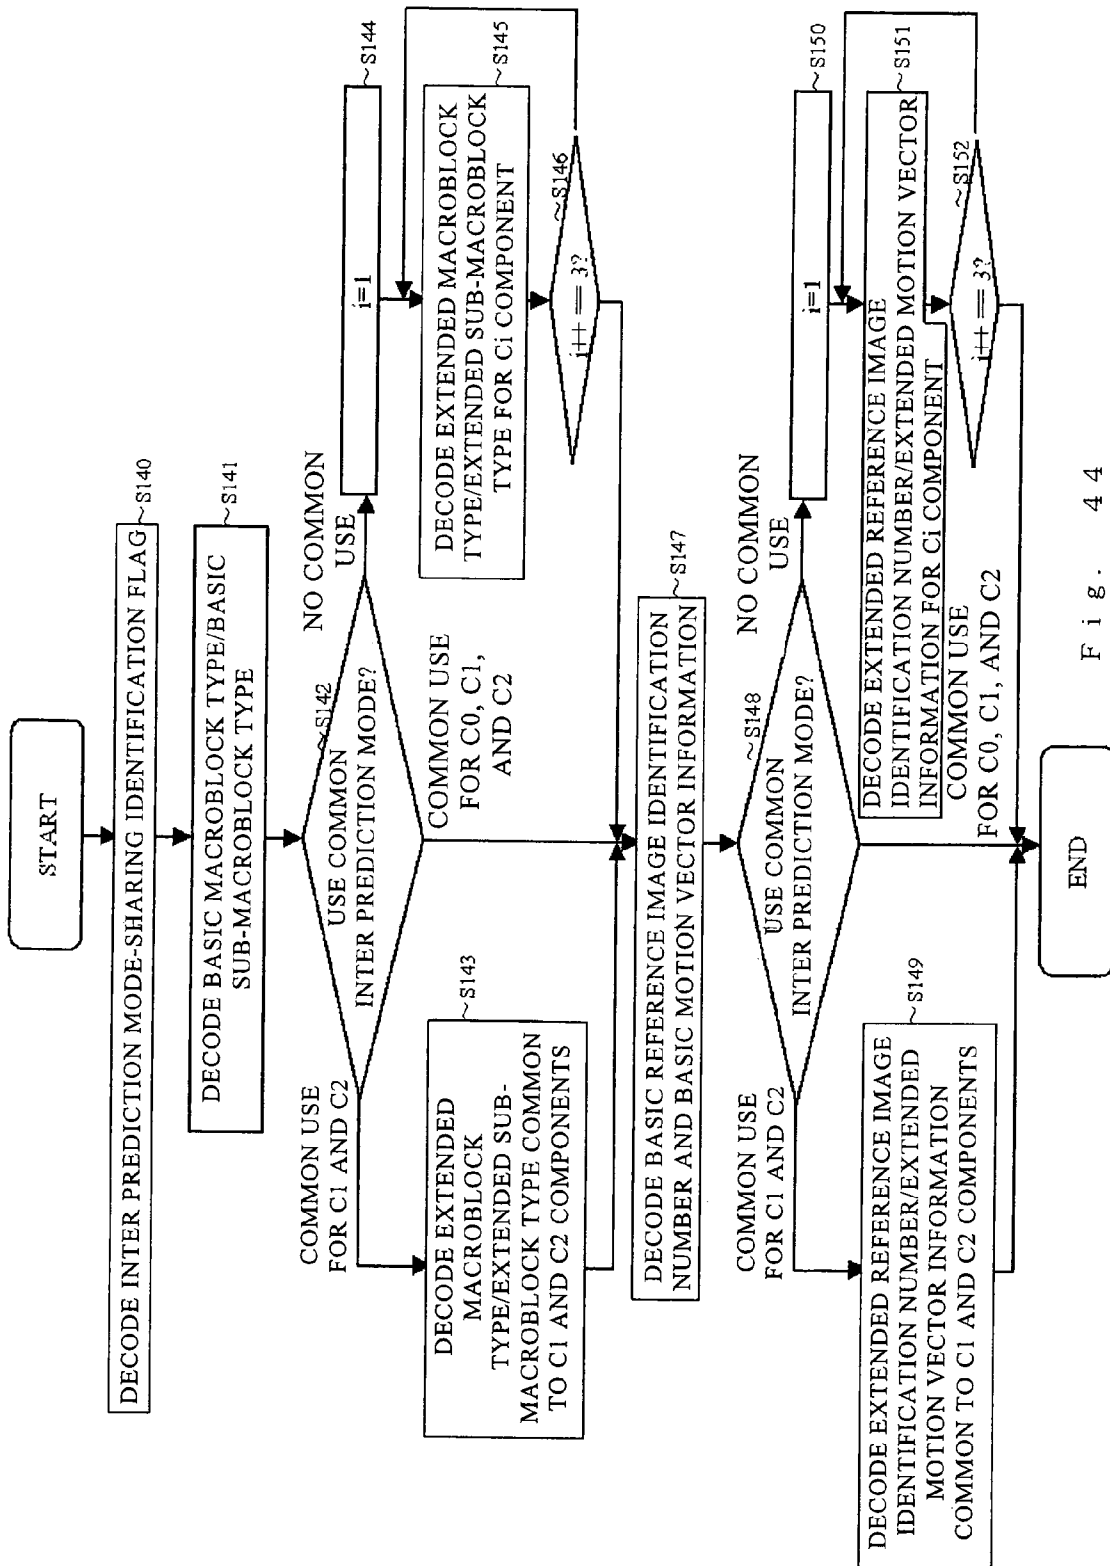 START
DECODE INTER PREDICTION MODE-SHARING IDENTIFICATION FLAG
~S140
DECODE BASIC MACROBLOCK TYPE/BASIC
SUB-MACROBLOCK TYPE
~S141
USE COMMON
INTER PREDICTION MODE?
~S142
COMMON USE
FOR C1 AND C2
COMMON USE
FOR C0, C1,
AND C2
NO COMMON
USE
DECODE EXTENDED
MACROBLOCK
TYPE/EXTENDED SUB-
MACROBLOCK TYPE COMMON
TO C1 AND C2 COMPONENTS
~S143
i=1
~S144
DECODE EXTENDED MACROBLOCK
TYPE/EXTENDED SUB-MACROBLOCK
TYPE FOR Ci COMPONENT
~S145
i++ == 3?
~S146
DECODE BASIC REFERENCE IMAGE IDENTIFICATION
NUMBER AND BASIC MOTION VECTOR INFORMATION
~S147
USE COMMON
INTER PREDICTION MODE?
~S148
COMMON USE
FOR C1 AND C2
NO COMMON
USE
DECODE EXTENDED REFERENCE IMAGE
IDENTIFICATION NUMBER/EXTENDED
MOTION VECTOR INFORMATION
COMMON TO C1 AND C2 COMPONENTS
~S149
i=1
~S150
DECODE EXTENDED REFERENCE IMAGE
IDENTIFICATION NUMBER/EXTENDED MOTION VECTOR
INFORMATION FOR Ci COMPONENT
~S151
i++ == 3?
~S152
COMMON USE
FOR C0, C1, AND C2
END
Fig. 44